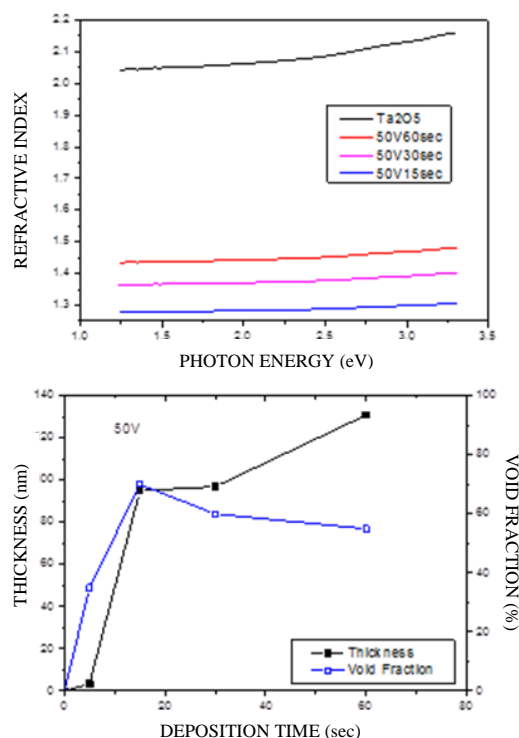 2.2
2.1
2.0
1.9
1.8
1.7
1.6
1.5
1.4
1.3
REFRACTIVE INDEX
Ta2O5
50V60sec
50V30sec
50V15sec
1.0 1.5 2.0 2.5 3.0 3.5
PHOTON ENERGY (eV)
140
120
100
80
60
40
20
0
THICKNESS (nm)
50V
100
80
60
40
20
0
VOID FRACTION (%)
Thickness
Void Fraction
0 20 40 60 80
DEPOSITION TIME (sec)